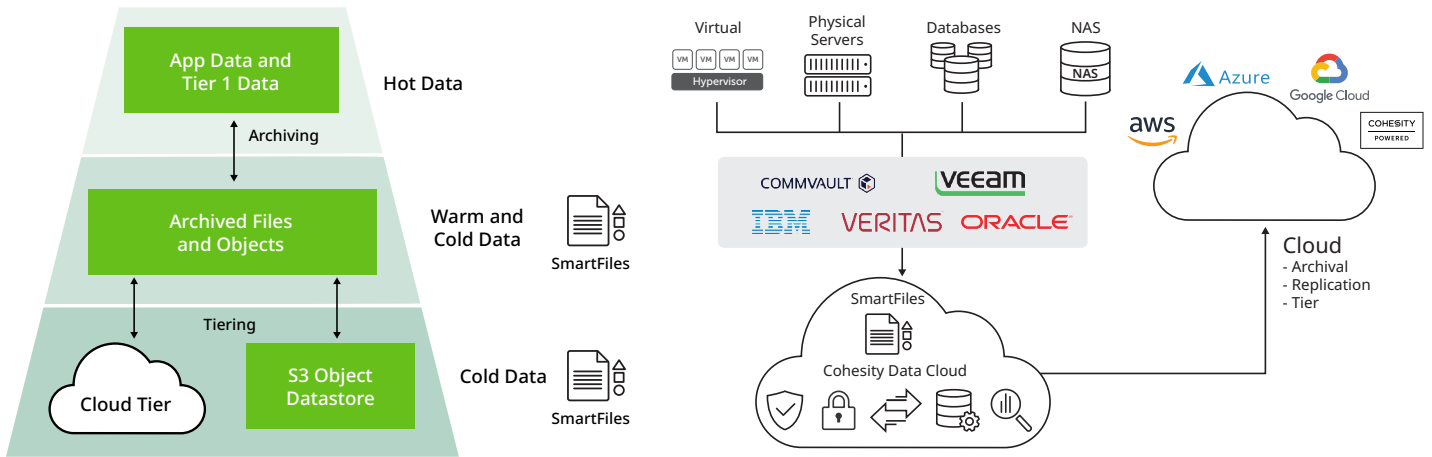 App Data and
Tier 1 Data
Hot Data
Archiving
Archived Files
and Objects
Warm and
Cold Data
SmartFiles
Tiering
Cloud Tier
S3 Object
Datastore
Cold Data
SmartFiles
Virtual
Physical
Servers
Databases
NAS
VM VM VM VM
Hypervisor
NAS
Azure
Google Cloud
aws
COHESITY
POWERED
COMMVAULT
veeam
IBM
VERITAS
ORACLE
SmartFiles
Cohesity Data Cloud
Cloud
- Archival
- Replication
- Tier